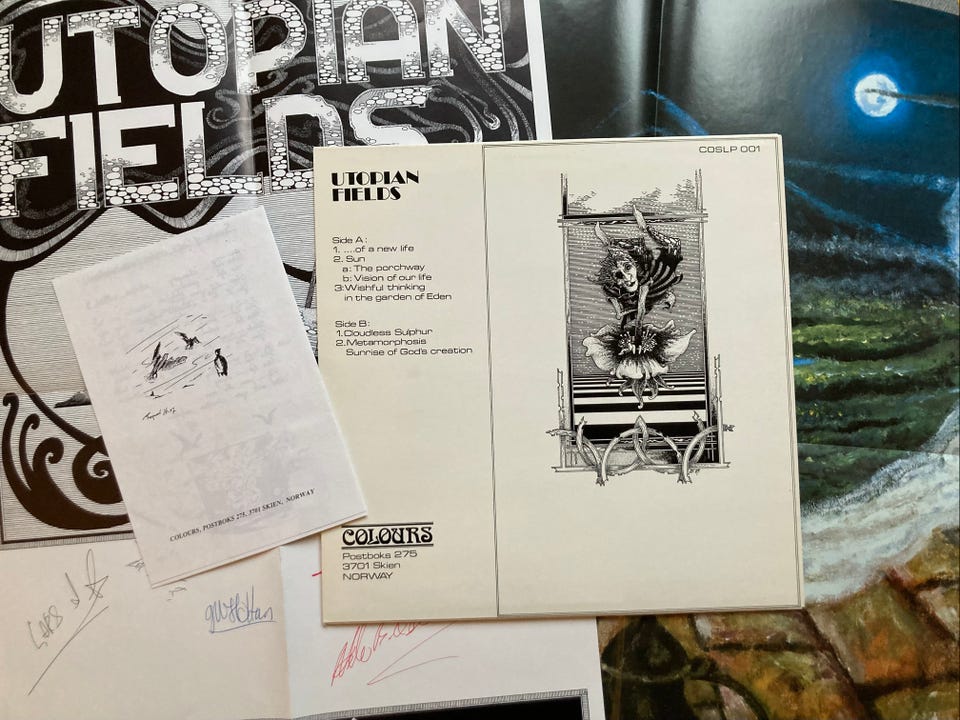 UTOPIAN
FIELDS
COSLP 001
UTOPIAN
FIELDS
Side A:
1. ....of a new life
2. Sun
a: The porchway
b: Vision of our life
3: Wishful thinking
in the garden of Eden
Side B:
1. Cloudless Sulphur
2. Metamorphosis
Sunrise of God's creation
COLOURS
Postboks 275
3701 Skien
NORWAY
COLOURS, POSTBOKS 275, 3701 SKIEN, NORWAY